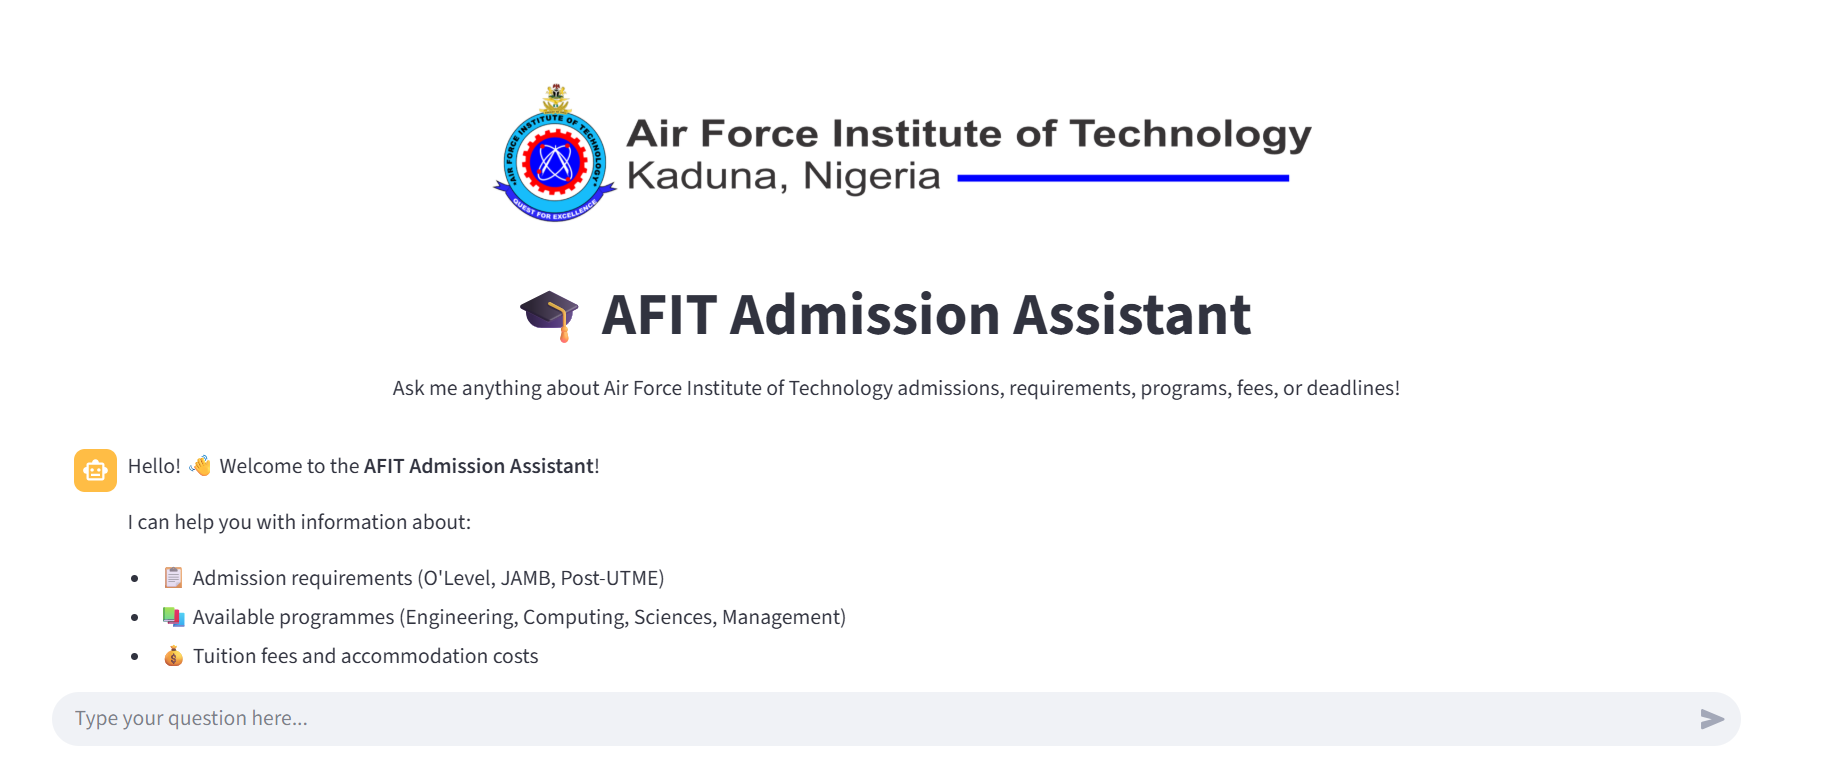 AIR FORCE INSTITUTE OF TECHNOLOGY
QUEST FOR EXCELLENCE
Air Force Institute of Technology
Kaduna, Nigeria
🎓 AFIT Admission Assistant
Ask me anything about Air Force Institute of Technology admissions, requirements, programs, fees, or deadlines!
Hello! 👋 Welcome to the AFIT Admission Assistant!
I can help you with information about:
• 📋 Admission requirements (O'Level, JAMB, Post-UTME)
• 📚 Available programmes (Engineering, Computing, Sciences, Management)
• 💰 Tuition fees and accommodation costs
Type your question here...